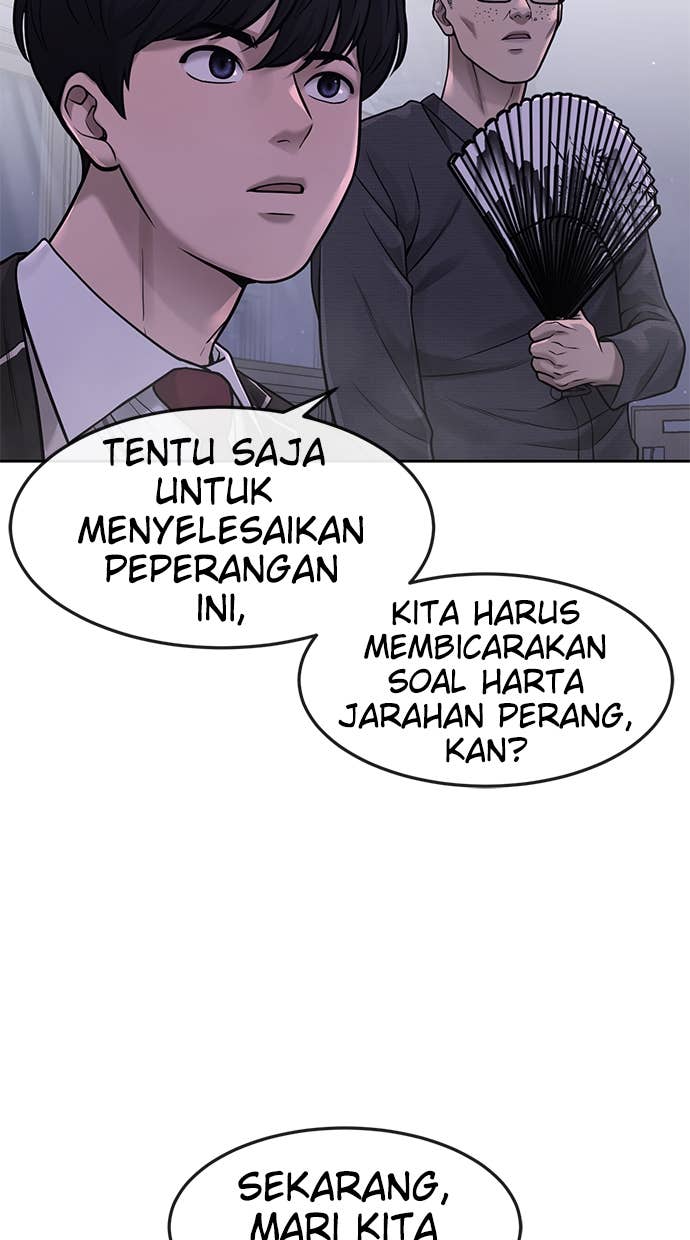 TENTU SAJA
UNTUK
MENYELESAIKAN
PEPERANGAN
INI,
KITA HARUS
MEMBICARAKAN
SOAL HARTA
JARAHAN PERANG,
KAN?
SEKARANG,
MARI KITA